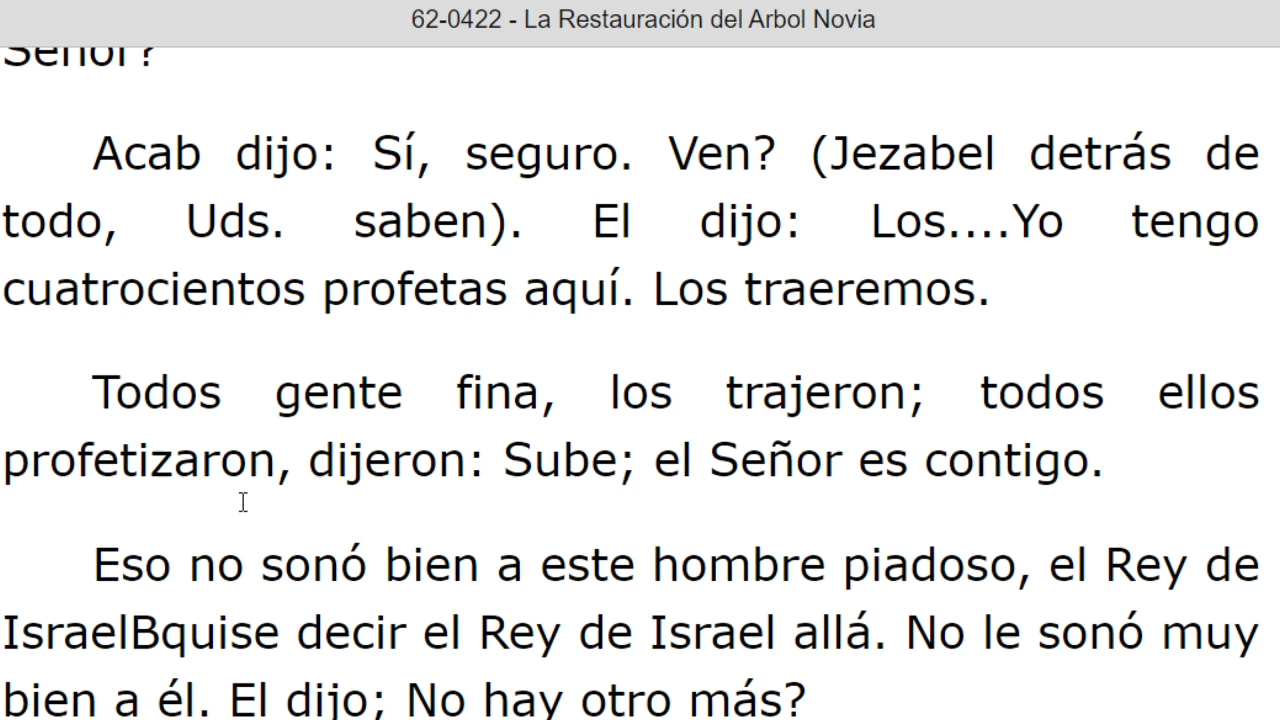 62-0422 - La Restauración del Arbol Novia
Señor?
Acab dijo: Sí, seguro. Ven? (Jezabel detrás de
todo, Uds. saben). El dijo: Los....Yo tengo
cuatrocientos profetas aquí. Los traeremos.
Todos gente fina, los trajeron; todos ellos
profetizaron, dijeron: Sube; el Señor es contigo.
Eso no sonó bien a este hombre piadoso, el Rey de
IsraelBquise decir el Rey de Israel allá. No le sonó muy
bien a él. El dijo; No hay otro más?